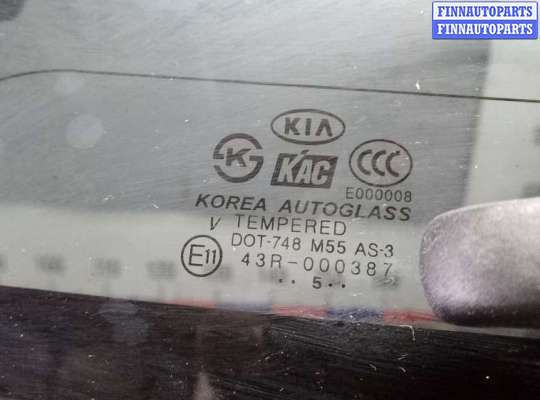 FINNAUTOPARTS
FINNAUTOPARTS
KIA
K KAC CCC
E000008
KOREA AUTOGLASS
V TEMPERED
DOT-748 M55 AS-3
E11 43R-000387
·· 5 ··